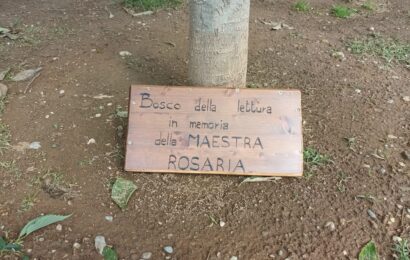 Bosco della lettura
in memoria
della MAESTRA
ROSARIA